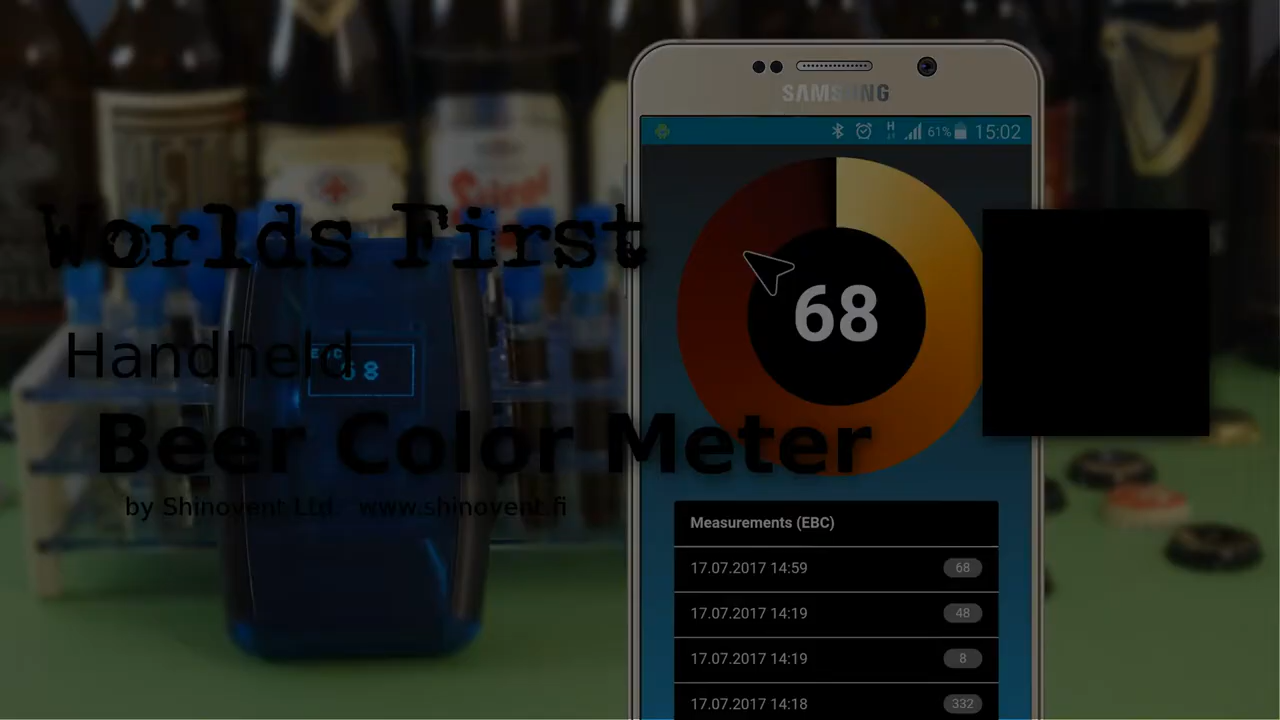 SAMSUNG
H
61%
15:02
Worlds First
68
Handheld
EBC
68
Beer Color Meter
by Shinovent Ltd www.shinovent.fi
Measurements (EBC)
17.07.2017 14:59 68
17.07.2017 14:19 48
17.07.2017 14:19 8
17.07.2017 14:18 332